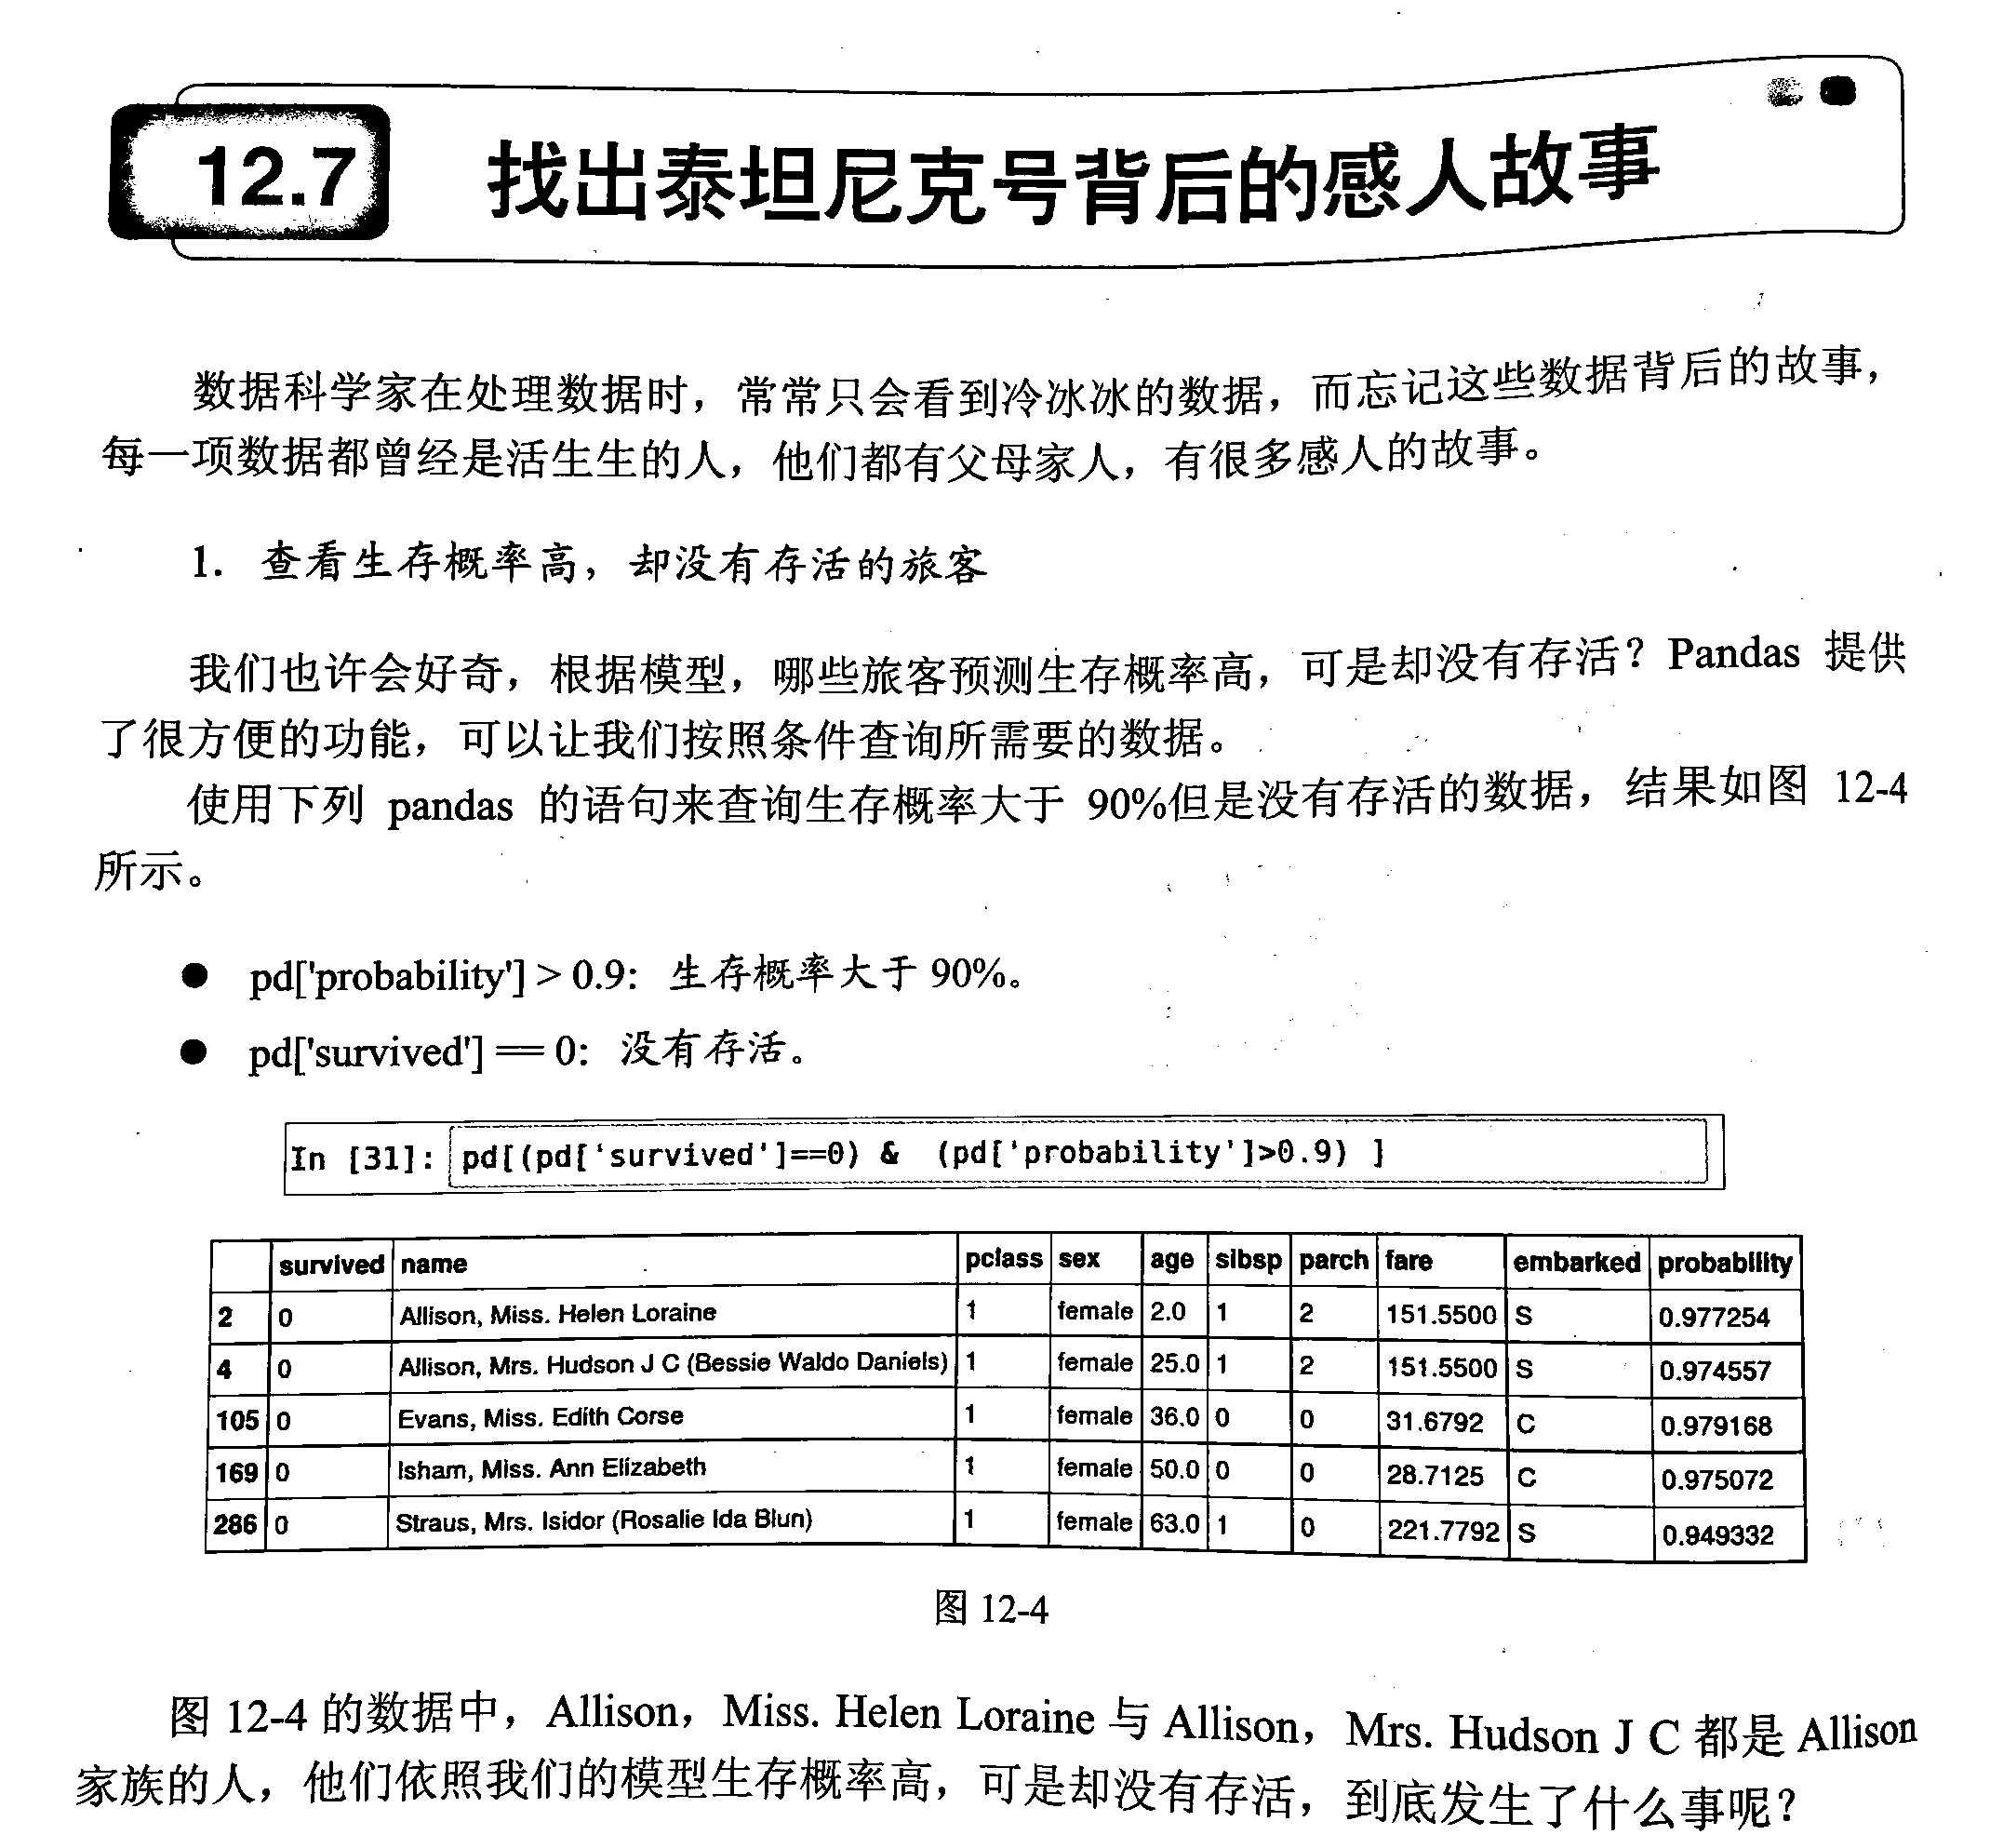 12.7 找出泰坦尼克号背后的感人故事
数据科学家在处理数据时，常常只会看到冷冰冰的数据，而忘记这些数据背后的故事，
每一项数据都曾经是活生生的人，他们都有父母家人，有很多感人的故事。
1. 查看生存概率高，却没有存活的旅客
我们也许会好奇，根据模型，哪些旅客预测生存概率高，可是却没有存活？Pandas 提供
了很方便的功能，可以让我们按照条件查询所需要的数据。
使用下列 pandas 的语句来查询生存概率大于 90%但是没有存活的数据，结果如图 12-4
所示。
● pd['probability'] > 0.9：生存概率大于 90%。
● pd['survived'] == 0：没有存活。
In [31]: pd[(pd['survived']==0) & (pd['probability']>0.9) ]
survived name pclass sex age sibsp parch fare embarked probability
2 0 Allison, Miss. Helen Loraine 1 female 2.0 1 2 151.5500 S 0.977254
4 0 Allison, Mrs. Hudson J C (Bessie Waldo Daniels) 1 female 25.0 1 2 151.5500 S 0.974557
105 0 Evans, Miss. Edith Corse 1 female 36.0 0 0 31.6792 C 0.979168
169 0 Isham, Miss. Ann Elizabeth 1 female 50.0 0 0 28.7125 C 0.975072
286 0 Straus, Mrs. Isidor (Rosalie Ida Blun) 1 female 63.0 1 0 221.7792 S 0.949332
图 12-4
图 12-4 的数据中，Allison，Miss. Helen Loraine 与 Allison，Mrs. Hudson J C 都是 Allison
家族的人，他们依照我们的模型生存概率高，可是却没有存活，到底发生了什么事呢？